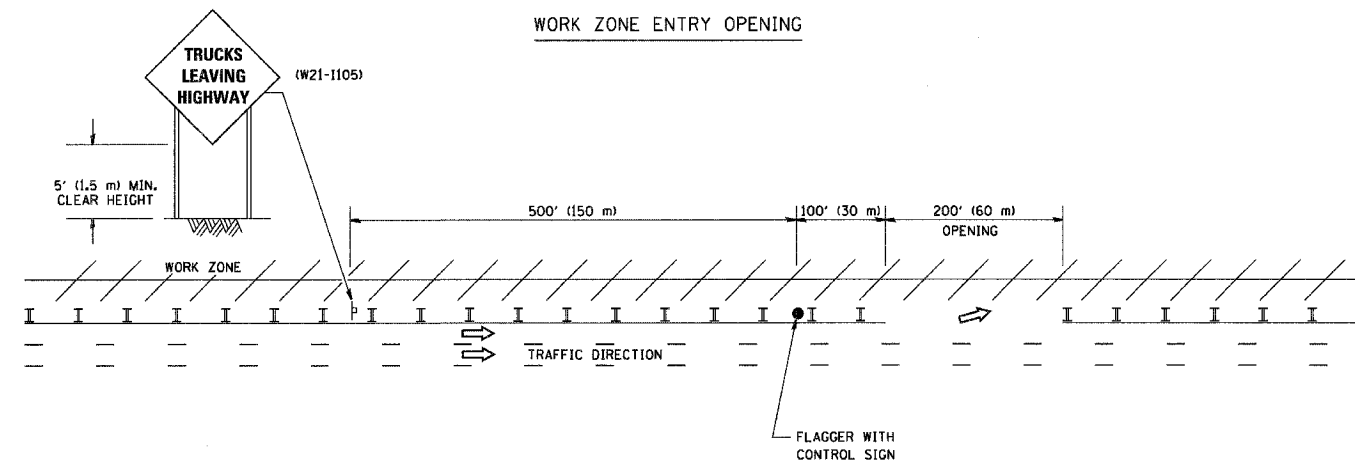 WORK ZONE ENTRY OPENING
TRUCKS
LEAVING
HIGHWAY
(W21-I105)
5' (1.5 m) MIN.
CLEAR HEIGHT
500' (150 m)
100' (30 m)
200' (60 m)
OPENING
WORK ZONE
TRAFFIC DIRECTION
FLAGGER WITH
CONTROL SIGN